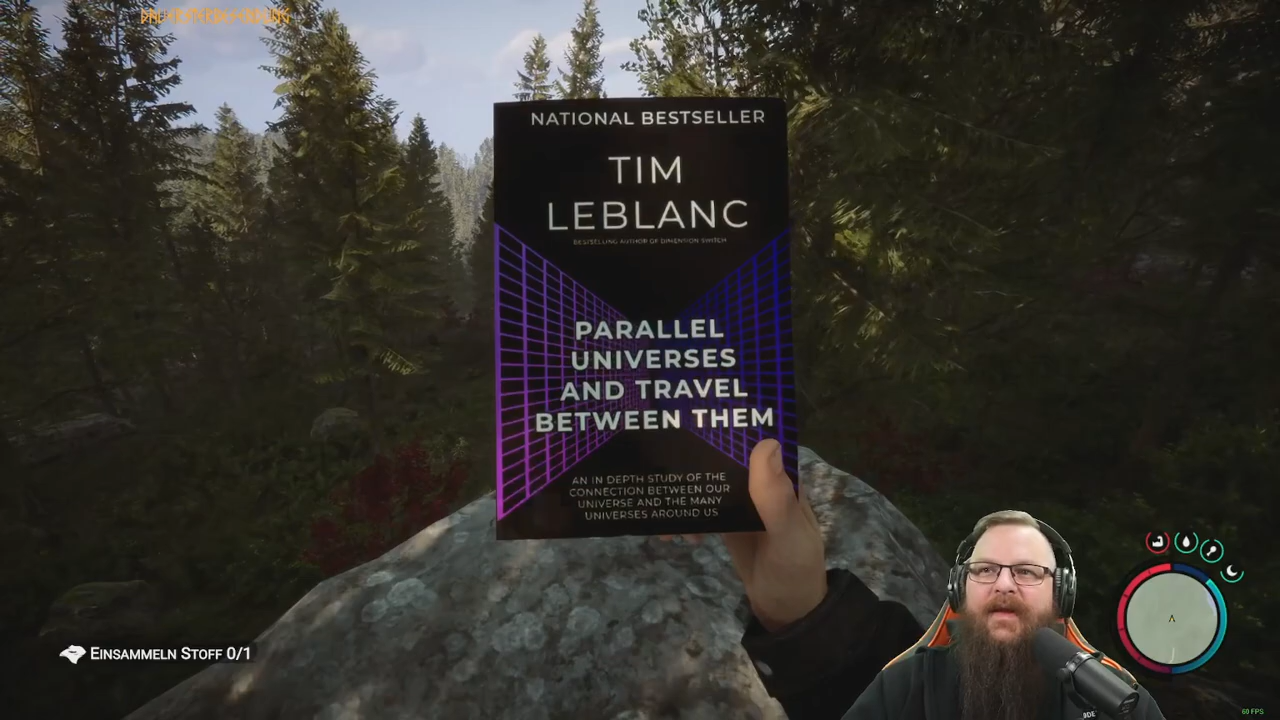 NATIONAL BESTSELLER
TIM
LEBLANC
BESTSELLING AUTHOR OF DIMENTION SWITCH
PARALLEL
UNIVERSES
AND TRAVEL
BETWEEN THEM
AN IN DEPTH STUDY OF THE
CONNECTION BETWEEN OUR
UNIVERSE AND THE MANY
UNIVERSES AROUND US
EINSAMMELN STOFF 0/1
60 FPS